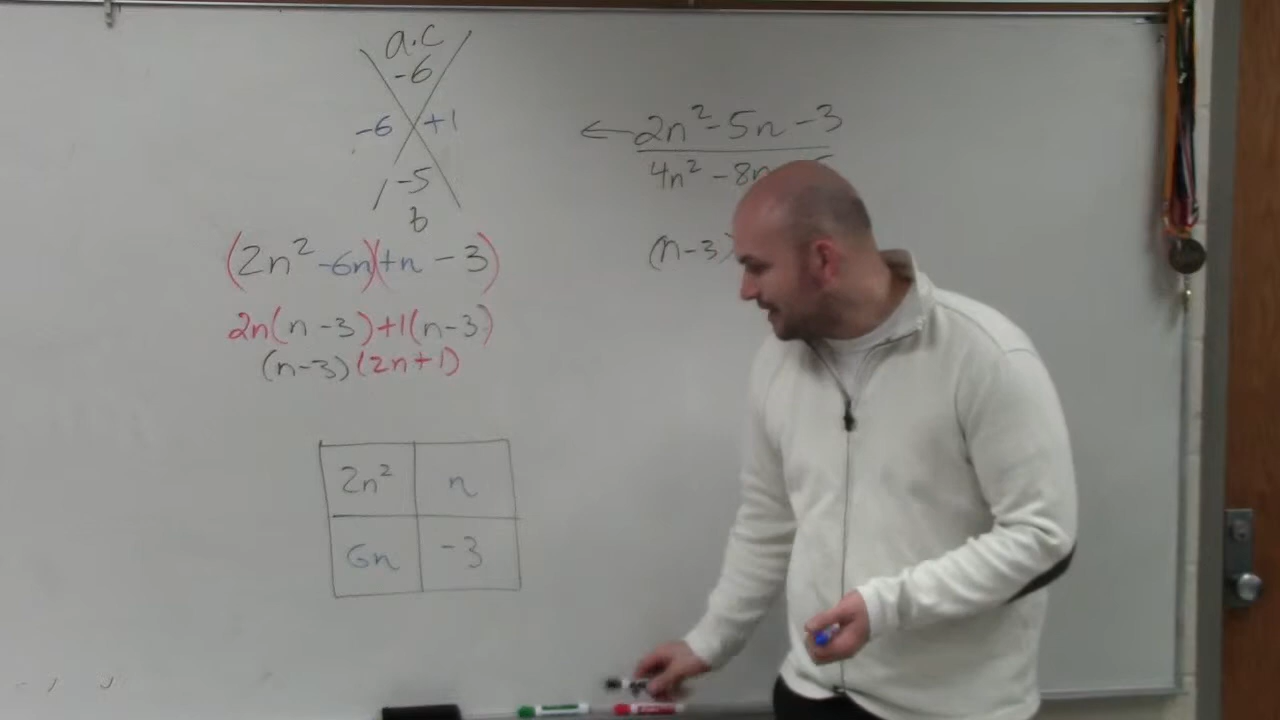 a.c
-6
-6 +1
-5
b
(2n²-6n)(+n-3)
2n(n-3)+1(n-3)
(n-3)(2n+1)
2n² n
6n -3
←2n²-5n-3
4n²-8n
(n-3)